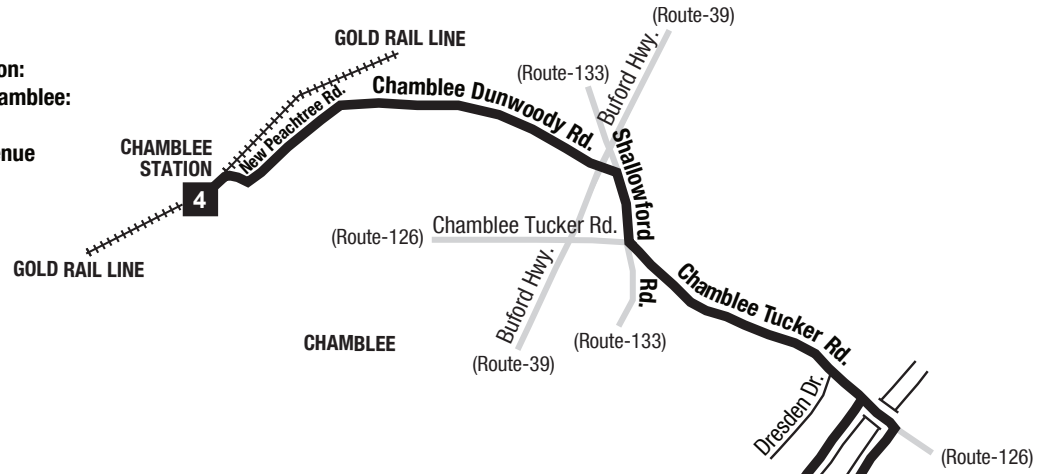 on:
amblee:
enue
GOLD RAIL LINE
(Route-39)
(Route-133)
Buford Hwy.
New Peachtree Rd.
Chamblee Dunwoody Rd.
CHAMBLEE
STATION
4
Shallowford
Rd.
(Route-126)
Chamblee Tucker Rd.
GOLD RAIL LINE
Buford Hwy.
Chamblee Tucker Rd.
CHAMBLEE
(Route-133)
(Route-39)
Dresden Dr.
(Route-126)